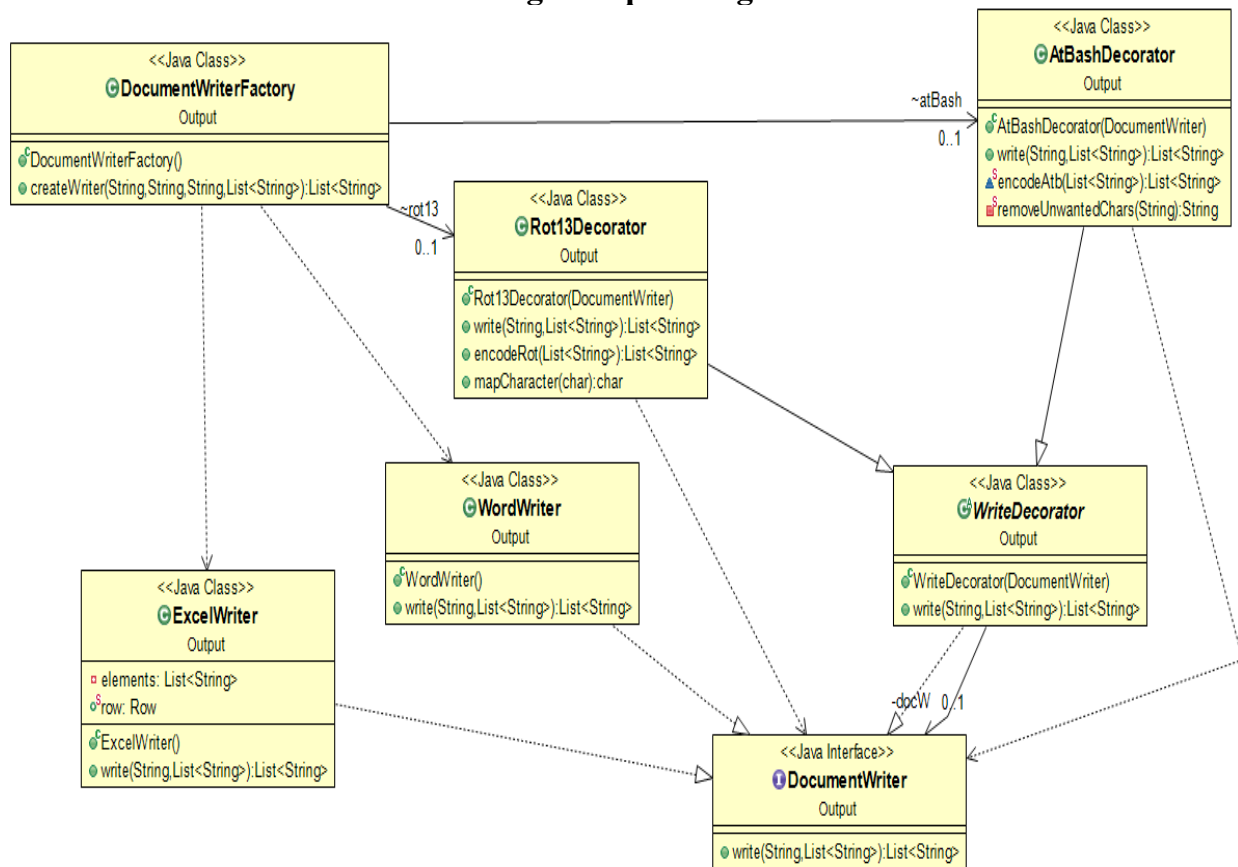 <<Java Class>>
DocumentWriterFactory
Output
DocumentWriterFactory()
createWriter(String,String,String,List<String>):List<String>
~atBash
0..1
<<Java Class>>
AtBashDecorator
Output
AtBashDecorator(DocumentWriter)
write(String,List<String>):List<String>
encodeAtb(List<String>):List<String>
removeUnwantedChars(String):String
~rot13
0..1
<<Java Class>>
Rot13Decorator
Output
Rot13Decorator(DocumentWriter)
write(String,List<String>):List<String>
encodeRot(List<String>):List<String>
mapCharacter(char):char
<<Java Class>>
WordWriter
Output
WordWriter()
write(String,List<String>):List<String>
<<Java Class>>
WriteDecorator
Output
WriteDecorator(DocumentWriter)
write(String,List<String>):List<String>
<<Java Class>>
ExcelWriter
Output
elements: List<String>
row: Row
ExcelWriter()
write(String,List<String>):List<String>
-docW 0..1
<<Java Interface>>
DocumentWriter
Output
write(String,List<String>):List<String>